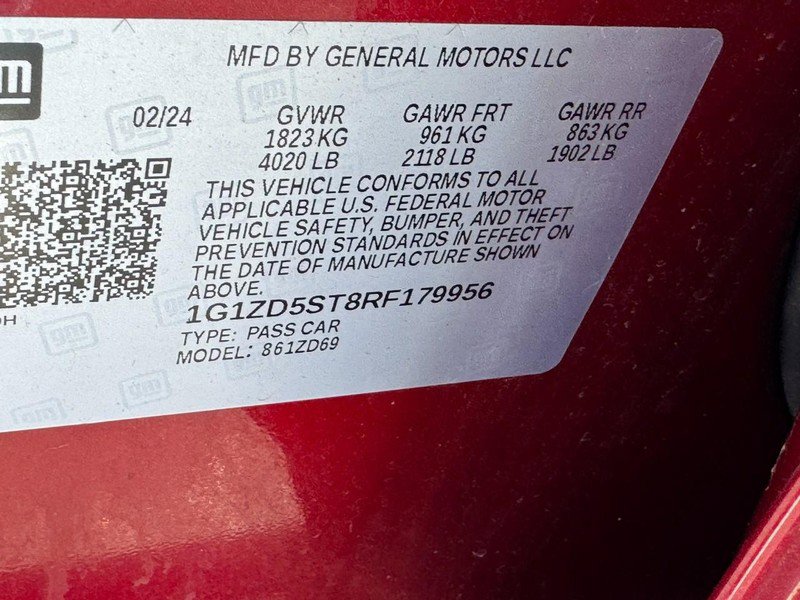 gm
MFD BY GENERAL MOTORS LLC
02/24 GVWR GAWR FRT GAWR RR
1823 KG 961 KG 863 KG
4020 LB 2118 LB 1902 LB
THIS VEHICLE CONFORMS TO ALL
APPLICABLE U.S. FEDERAL MOTOR
VEHICLE SAFETY, BUMPER, AND THEFT
PREVENTION STANDARDS IN EFFECT ON
THE DATE OF MANUFACTURE SHOWN
ABOVE.
1G1ZD5ST8RF179956
TYPE: PASS CAR
MODEL: 861ZD69